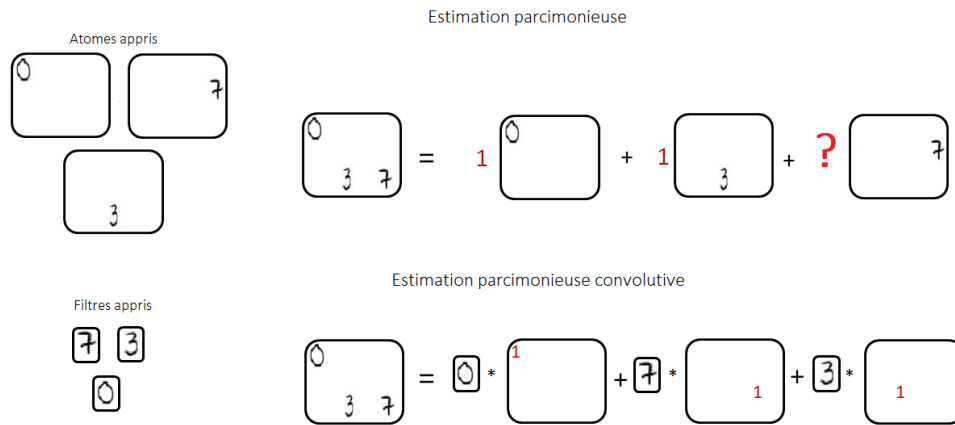 Estimation parcimonieuse
Atomes appris
0
7
3
0
3 7
= 1 0 + 1 3 + ? 7
Estimation parcimonieuse convolutive
Filtres appris
7 3
0
0
3 7
= 0 * 1 + 7 * 1 + 3 * 1